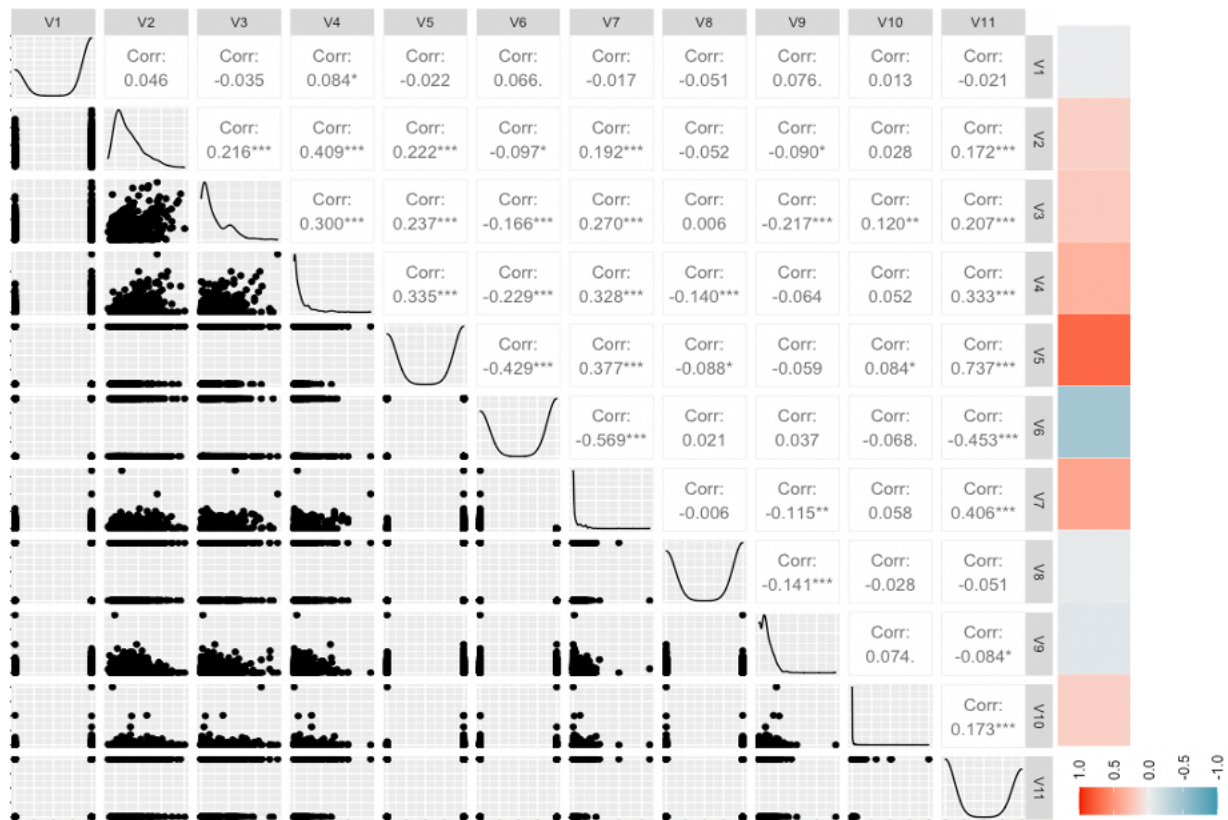 V1 V2 V3 V4 V5 V6 V7 V8 V9 V10 V11
Corr: Corr: Corr: Corr: Corr: Corr: Corr: Corr: Corr: Corr:
0.046 -0.035 0.084* -0.022 0.066. -0.017 -0.051 0.076. 0.013 -0.021
V1
Corr: Corr: Corr: Corr: Corr: Corr: Corr: Corr: Corr:
0.216*** 0.409*** 0.222*** -0.097* 0.192*** -0.052 -0.090* 0.028 0.172***
V2
Corr: Corr: Corr: Corr: Corr: Corr: Corr: Corr:
0.300*** 0.237*** -0.166*** 0.270*** 0.006 -0.217*** 0.120** 0.207***
V3
Corr: Corr: Corr: Corr: Corr: Corr: Corr:
0.335*** -0.229*** 0.328*** -0.140*** -0.064 0.052 0.333***
V4
Corr: Corr: Corr: Corr: Corr: Corr:
-0.429*** 0.377*** -0.088* -0.059 0.084* 0.737***
V5
Corr: Corr: Corr: Corr: Corr:
-0.569*** 0.021 0.037 -0.068. -0.453***
V6
Corr: Corr: Corr: Corr:
-0.006 -0.115** 0.058 0.406***
V7
Corr: Corr: Corr:
-0.141*** -0.028 -0.051
V8
Corr: Corr:
0.074. -0.084*
V9
Corr:
0.173***
V10
V11
1.0 0.5 0.0 -0.5 -1.0